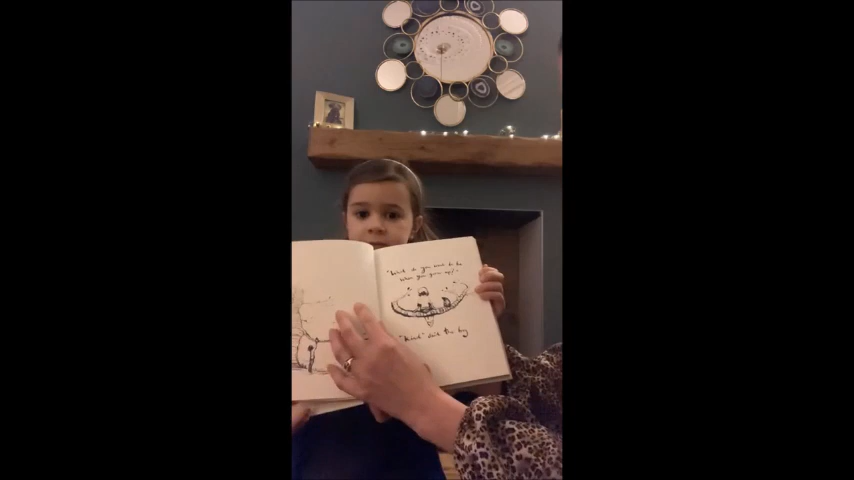 "What do you want to be
when you grow up?"
"Kind" said the boy